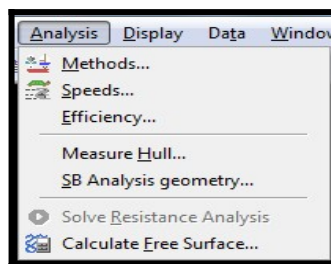 Analysis Display Data Window
Methods...
Speeds...
Efficiency...
Measure Hull...
SB Analysis geometry...
Solve Resistance Analysis
Calculate Free Surface...